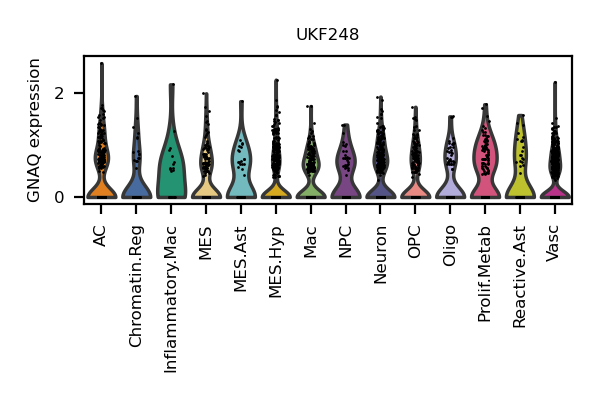 UKF248
GNAQ expression
2
0
AC
Chromatin.Reg
Inflammatory.Mac
MES
MES.Ast
MES.Hyp
Mac
NPC
Neuron
OPC
Oligo
Prolif.Metab
Reactive.Ast
Vasc